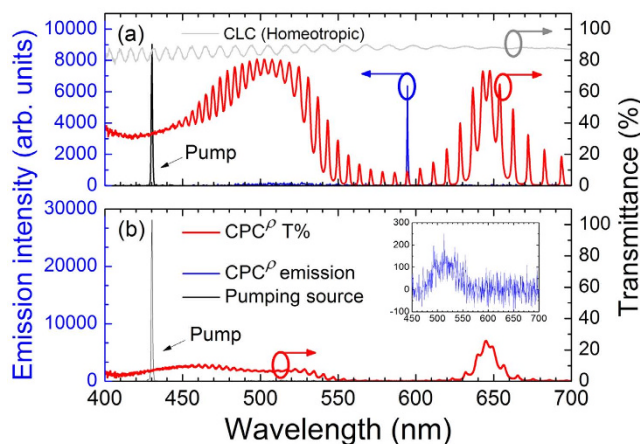 10000
8000
6000
4000
2000
0
(a)
CLC (Homeotropic)
Pump
100
80
60
40
20
0
30000
20000
10000
0
(b)
CPCρ T%
CPCρ emission
Pumping source
Pump
300
200
100
0
-100
450 500 550 600 650 700
100
80
60
40
20
0
400 450 500 550 600 650 700
Wavelength (nm)
Emission intensity (arb. units)
Transmittance (%)